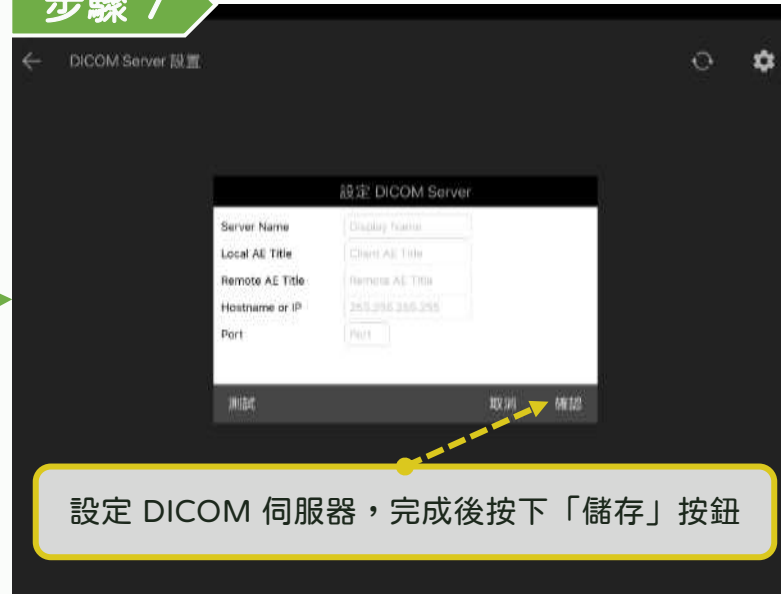 步驟 7
DICOM Server 設置
設定 DICOM Server
Server Name Display Name
Local AE Title Client AE Title
Remote AE Title Remote AE Title
Hostname or IP 255.255.255.255
Port Port
測試 取消 確認
設定 DICOM 伺服器，完成後按下「儲存」按鈕